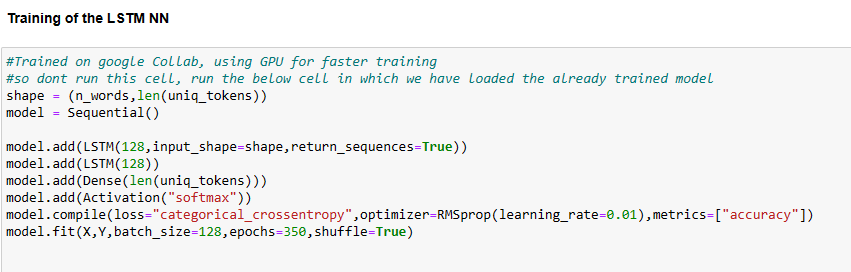 Training of the LSTM NN
#Trained on google Collab, using GPU for faster training
#so dont run this cell, run the below cell in which we have loaded the already trained model
shape = (n_words,len(uniq_tokens))
model = Sequential()
model.add(LSTM(128,input_shape=shape,return_sequences=True))
model.add(LSTM(128))
model.add(Dense(len(uniq_tokens)))
model.add(Activation("softmax"))
model.compile(loss="categorical_crossentropy",optimizer=RMSprop(learning_rate=0.01),metrics=["accuracy"])
model.fit(X,Y,batch_size=128,epochs=350,shuffle=True)